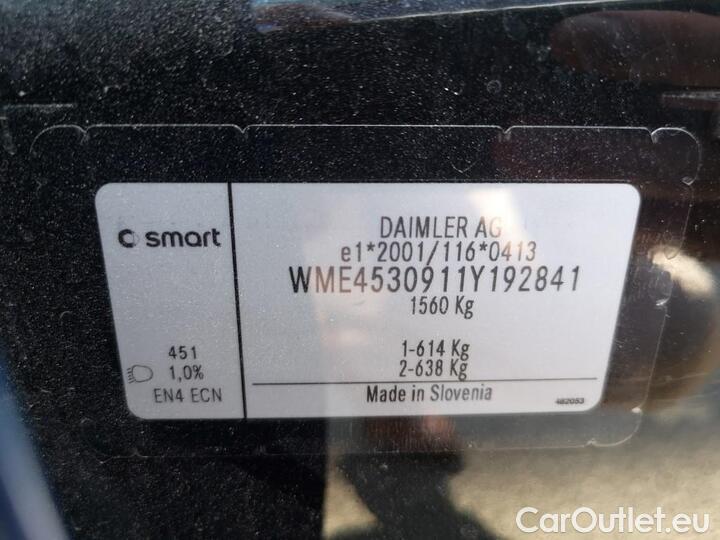 smart
451
1,0%
EN4 ECN
DAIMLER AG
e1*2001/116*0413
WME4530911Y192841
1560 Kg
1-614 Kg
2-638 Kg
Made in Slovenia
482053
CarOutlet.eu